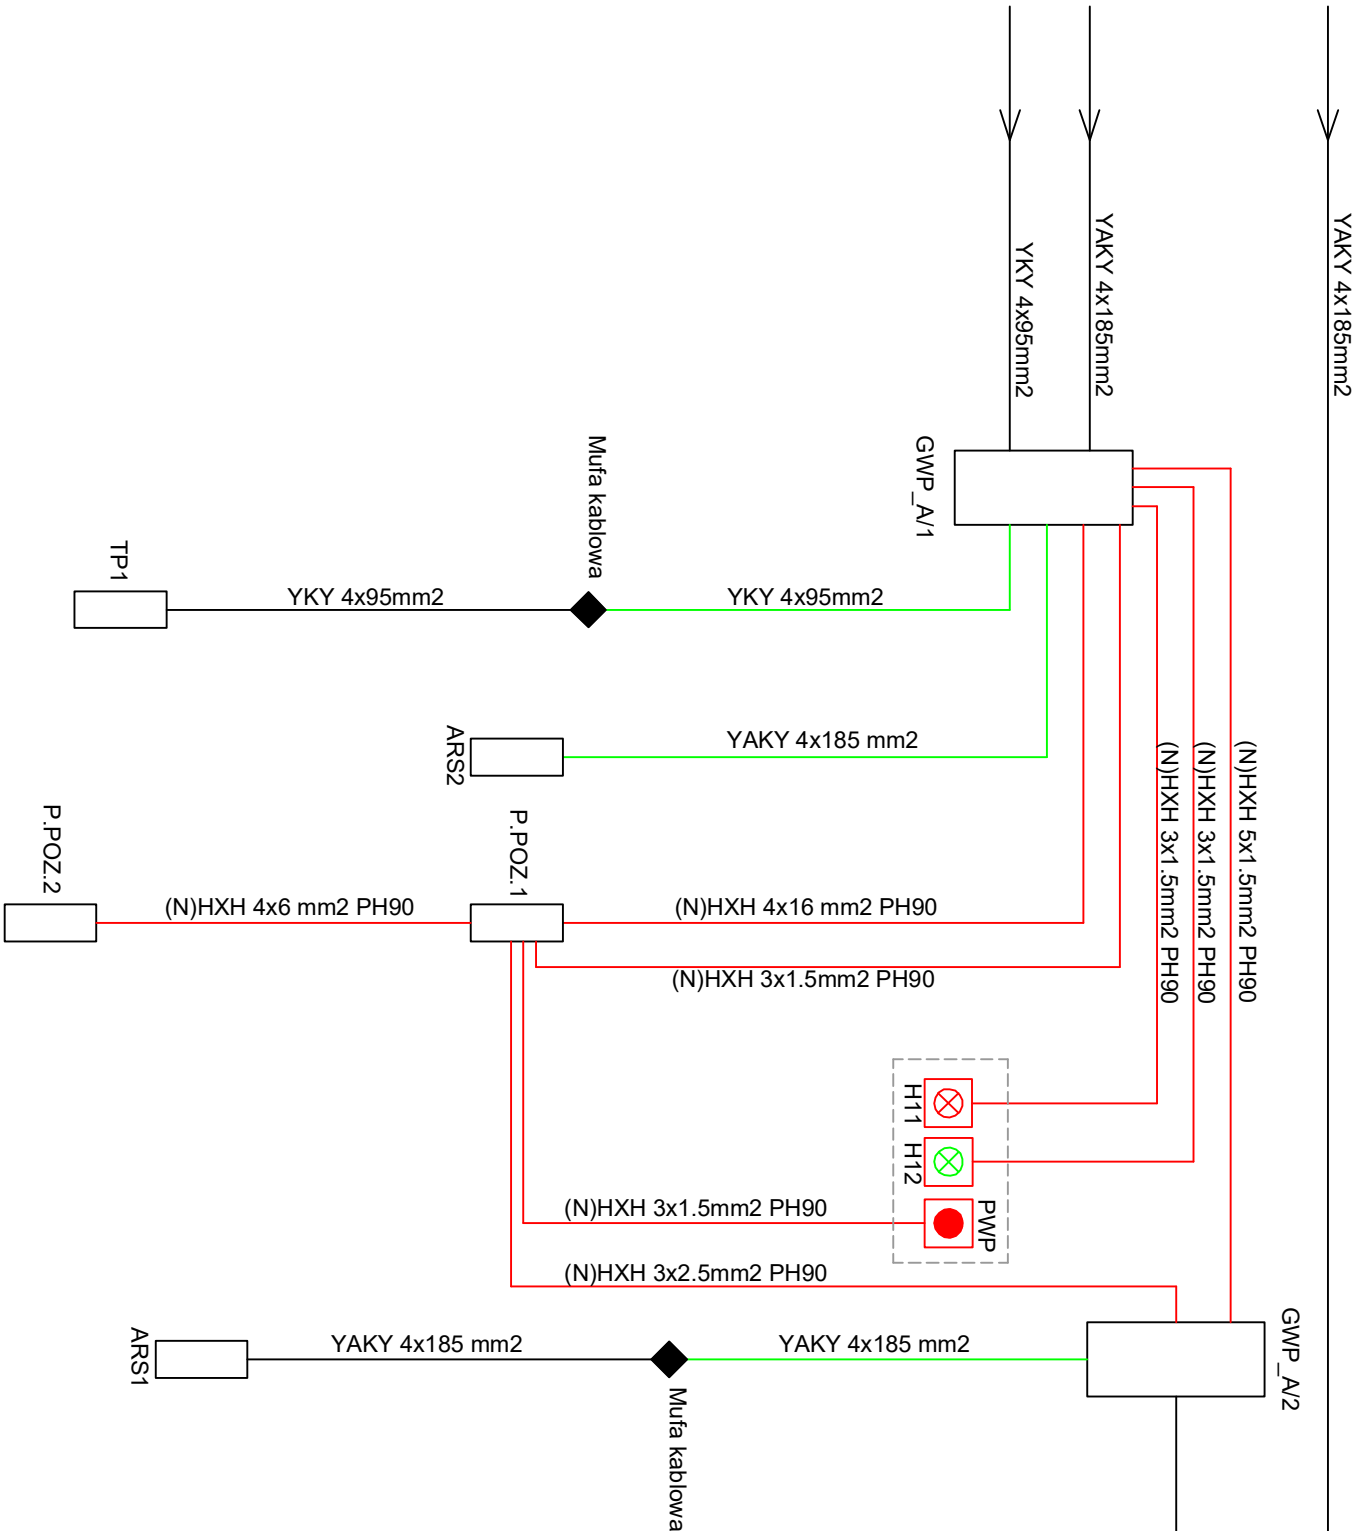 YAKY 4x185mm2
YAKY 4x185mm2
YKY 4x95mm2
GWP_A/1
Mufa kablowa
TP1
YKY 4x95mm2
YKY 4x95mm2
ARS2
YAKY 4x185 mm2
(N)HXH 3x1.5mm2 PH90
(N)HXH 3x1.5mm2 PH90
(N)HXH 5x1.5mm2 PH90
P.POZ.2
P.POZ.1
(N)HXH 4x6 mm2 PH90
(N)HXH 4x16 mm2 PH90
(N)HXH 3x1.5mm2 PH90
H11
H12
PWP
(N)HXH 3x1.5mm2 PH90
(N)HXH 3x2.5mm2 PH90
GWP_A/2
ARS1
YAKY 4x185 mm2
YAKY 4x185 mm2
Mufa kablowa